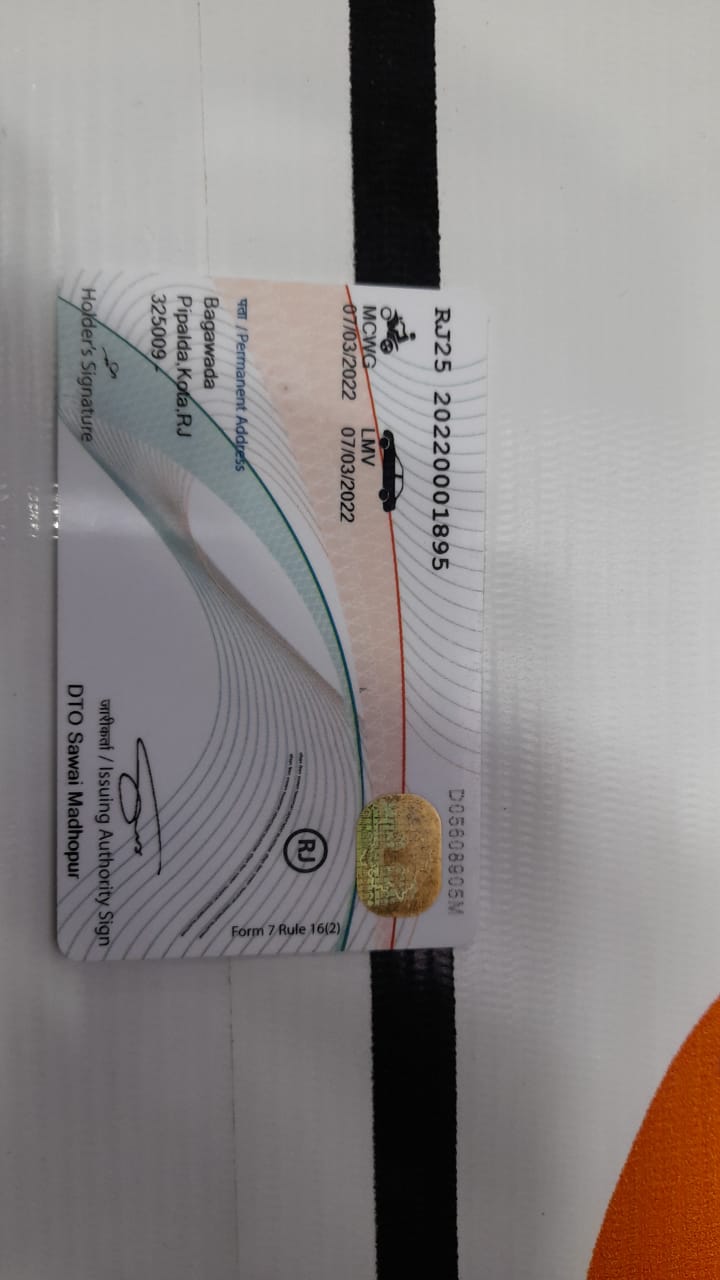 RJ25 20220001895
D05608905M
MCWG LMV
07/03/2022 07/03/2022
पता / Permanent Address
Bagawada
Pipalda,Kota,RJ
325009-
RJ
Form 7 Rule 16(2)
Holder's Signature
जारीकर्ता / Issuing Authority Sign
DTO Sawai Madhopur